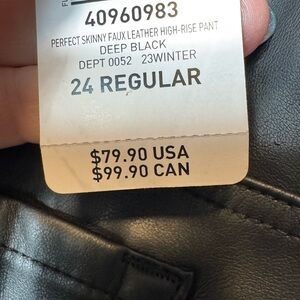 40960983
PERFECT SKINNY FAUX LEATHER HIGH-RISE PANT
DEEP BLACK
DEPT 0052 23WINTER
24 REGULAR
$79.90 USA
$99.90 CAN